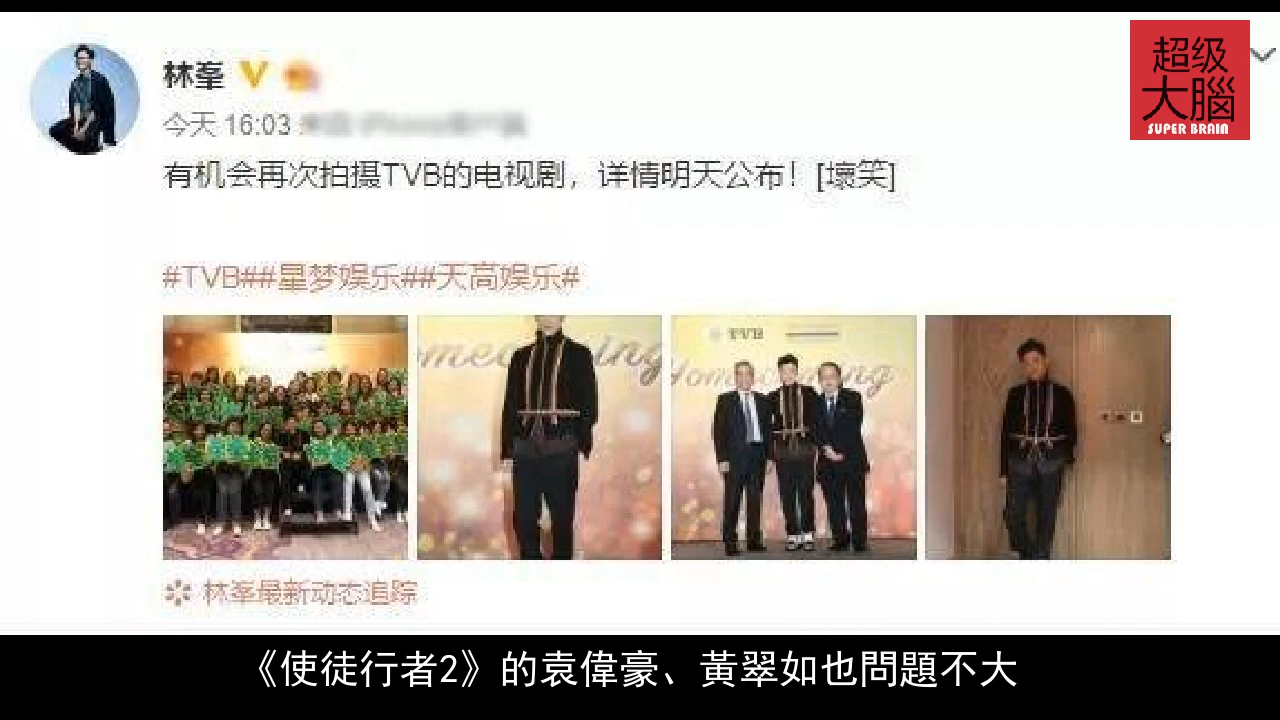 林峯
超级
大腦
SUPER BRAIN
今天 16:03
有机会再次拍摄TVB的电视剧，详情明天公布！[壞笑]
#TVB##星梦娱乐##天高娱乐#
TVB
林峯最新动态追踪
《使徒行者2》的袁偉豪、黃翠如也問題不大